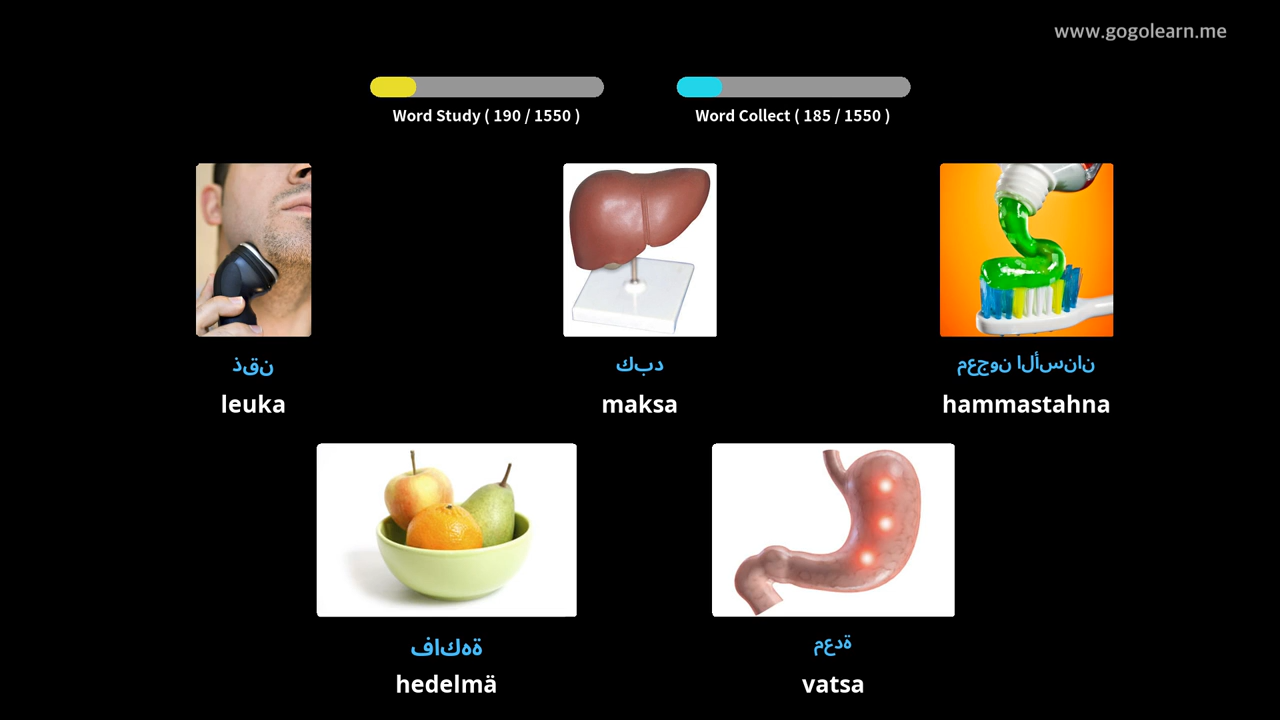 www.gogolearn.me
Word Study ( 190 / 1550 )
Word Collect ( 185 / 1550 )
ذقن
leuka
كبد
maksa
معجون الأسنان
hammastahna
فاكهة
hedelmä
معدة
vatsa